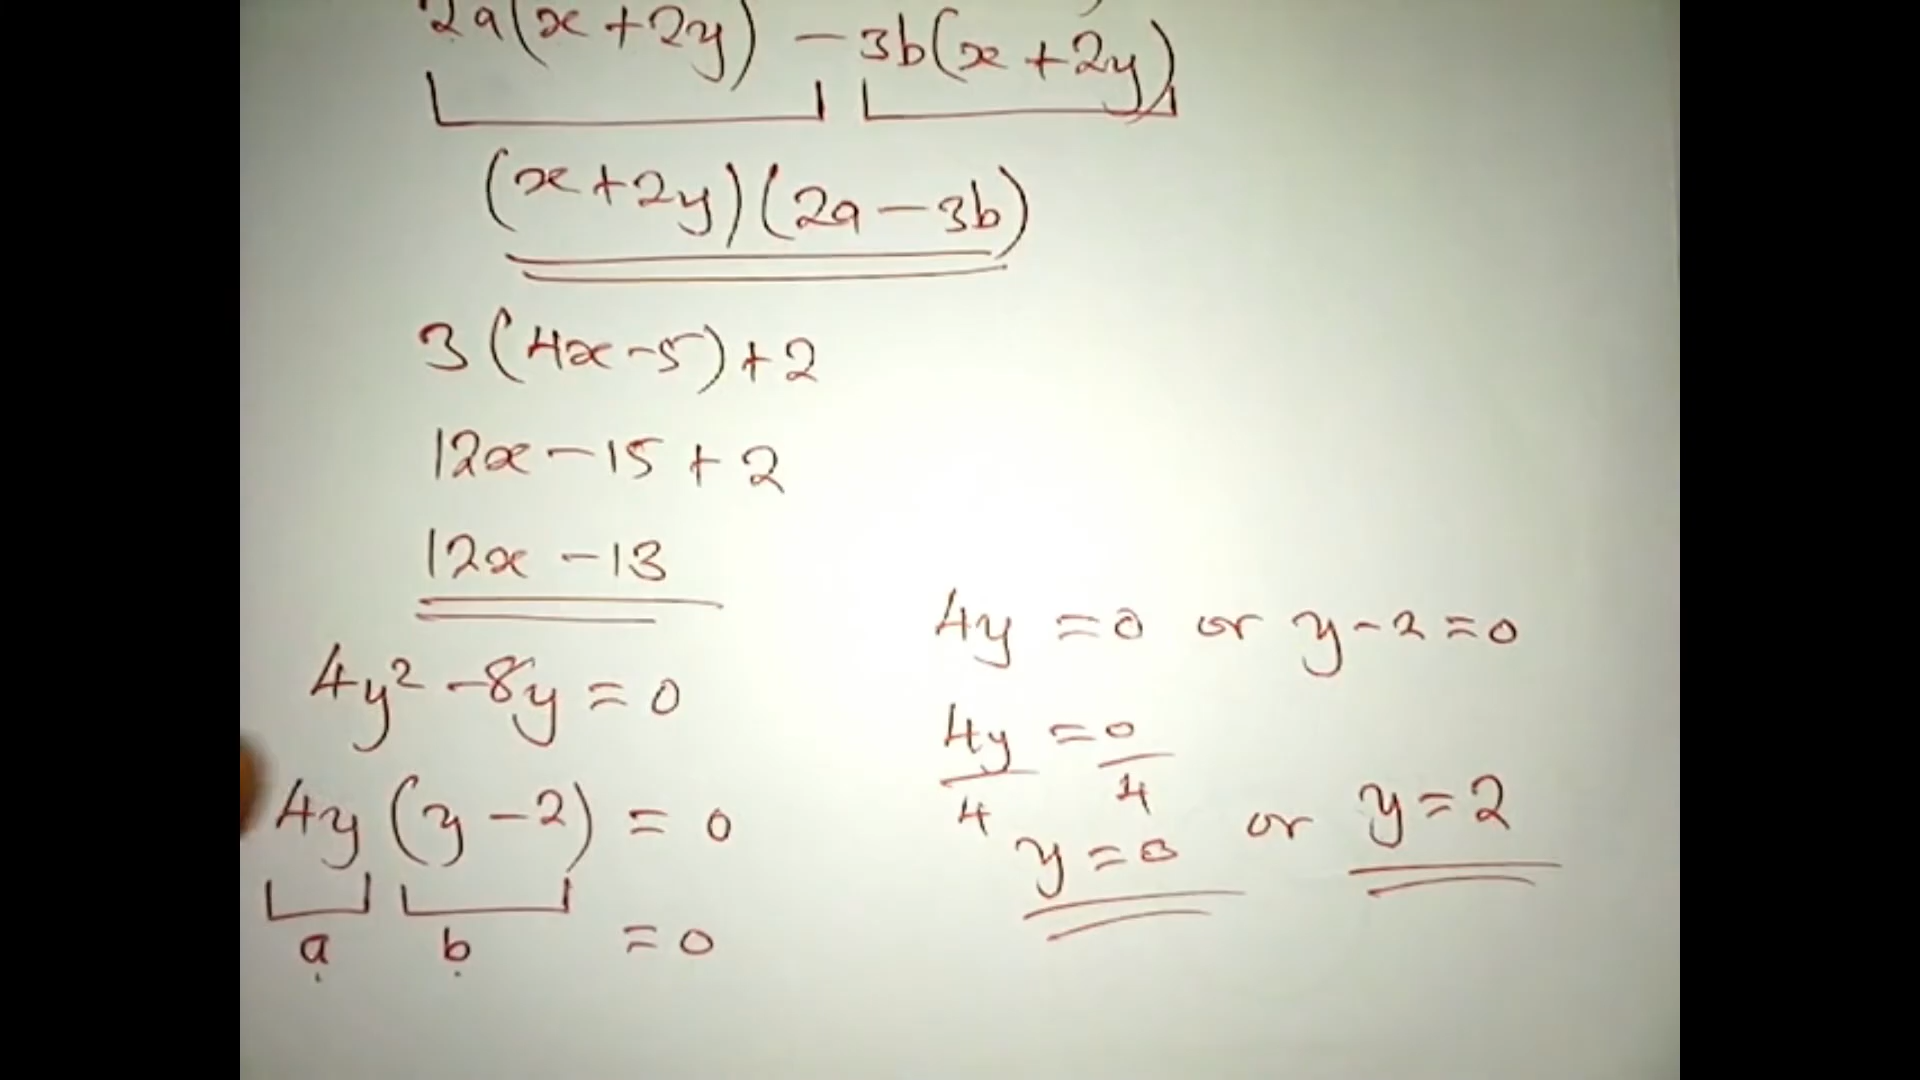 2a(x+2y) - 3b(x+2y)
(x+2y)(2a-3b)
3(4x-5)+2
12x-15+2
12x-13
4y²-8y=0
4y(y-2)=0
a b =0
4y=0 or y-2=0
4y/4=0/4
y=0 or y=2